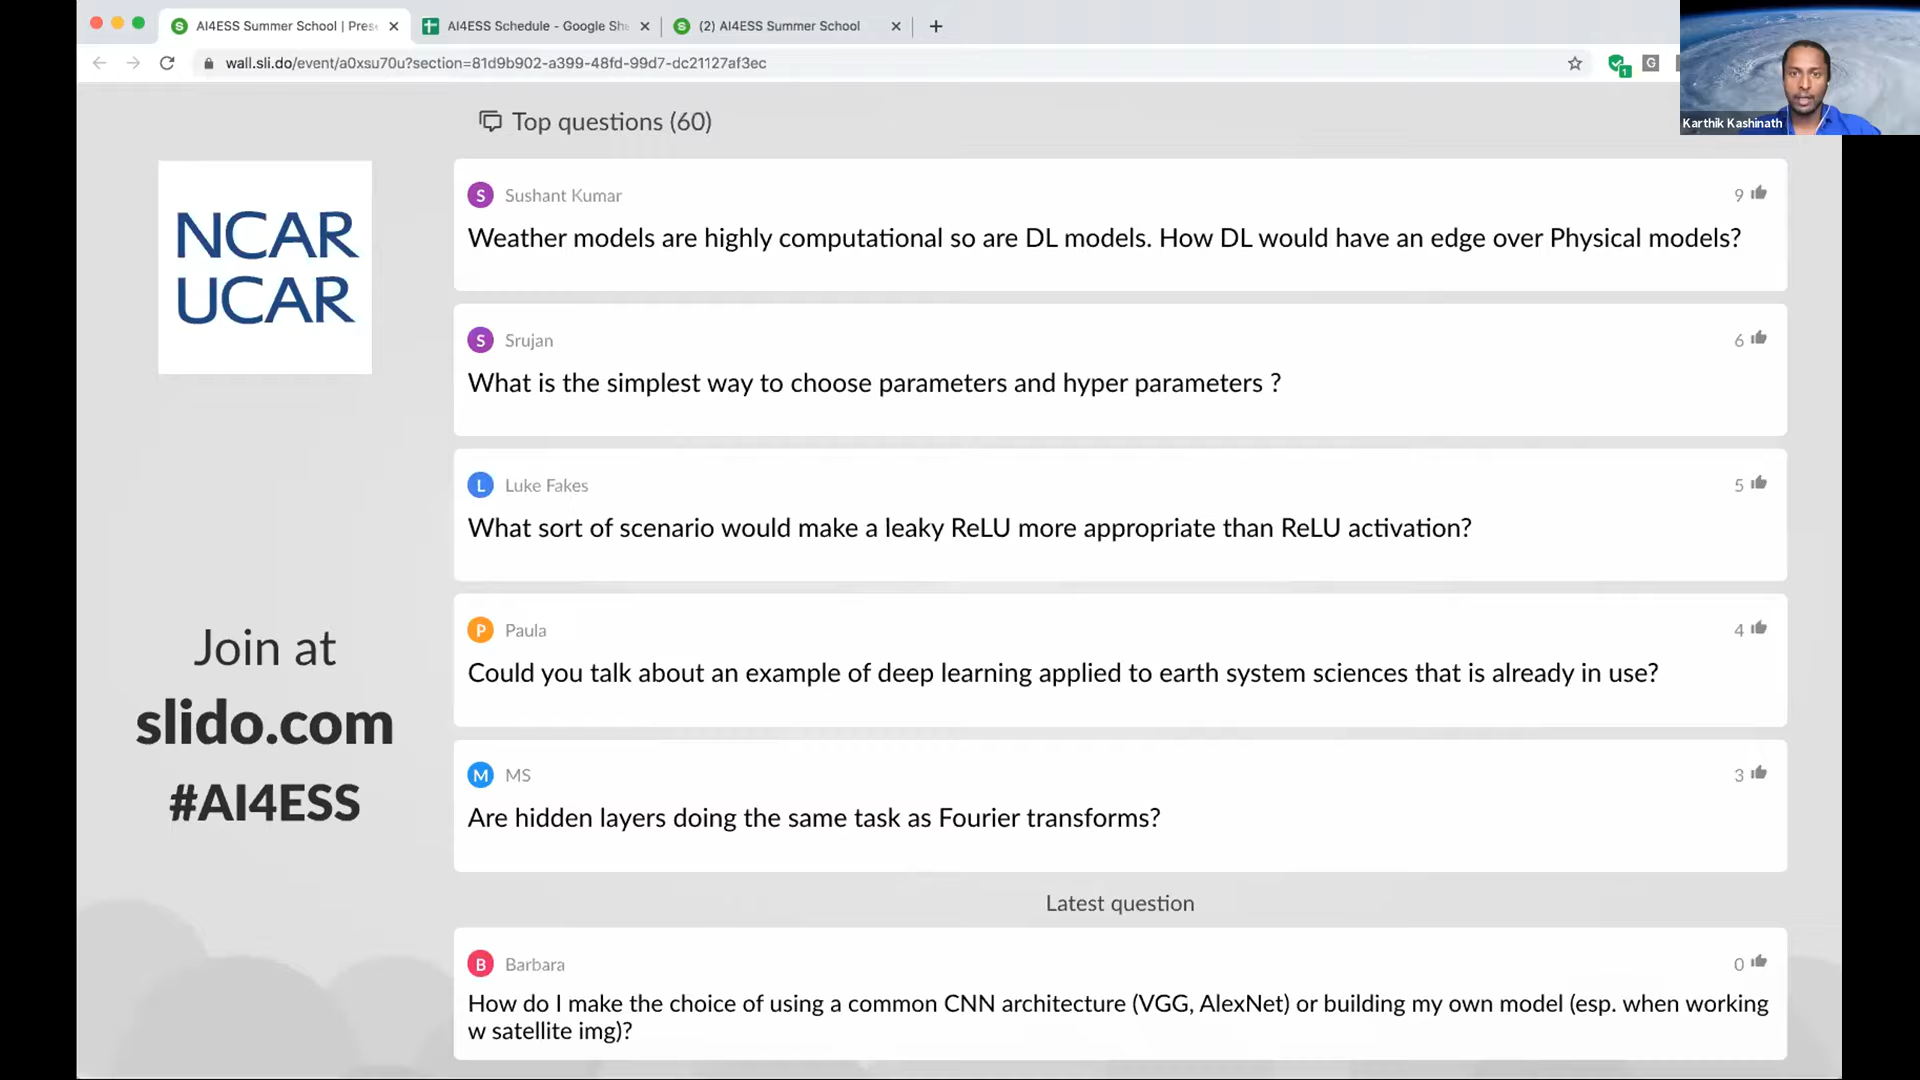 AI4ESS Summer School | Pres
AI4ESS Schedule - Google Sh
(2) AI4ESS Summer School
wall.sli.do/event/a0xsu70u?section=81d9b902-a399-48fd-99d7-dc21127af3ec
1
G
Karthik Kashinath
NCAR
UCAR
Join at
slido.com
#AI4ESS
Top questions (60)
S Sushant Kumar 9
Weather models are highly computational so are DL models. How DL would have an edge over Physical models?
S Srujan 6
What is the simplest way to choose parameters and hyper parameters ?
L Luke Fakes 5
What sort of scenario would make a leaky ReLU more appropriate than ReLU activation?
P Paula 4
Could you talk about an example of deep learning applied to earth system sciences that is already in use?
M MS 3
Are hidden layers doing the same task as Fourier transforms?
Latest question
B Barbara 0
How do I make the choice of using a common CNN architecture (VGG, AlexNet) or building my own model (esp. when working
w satellite img)?